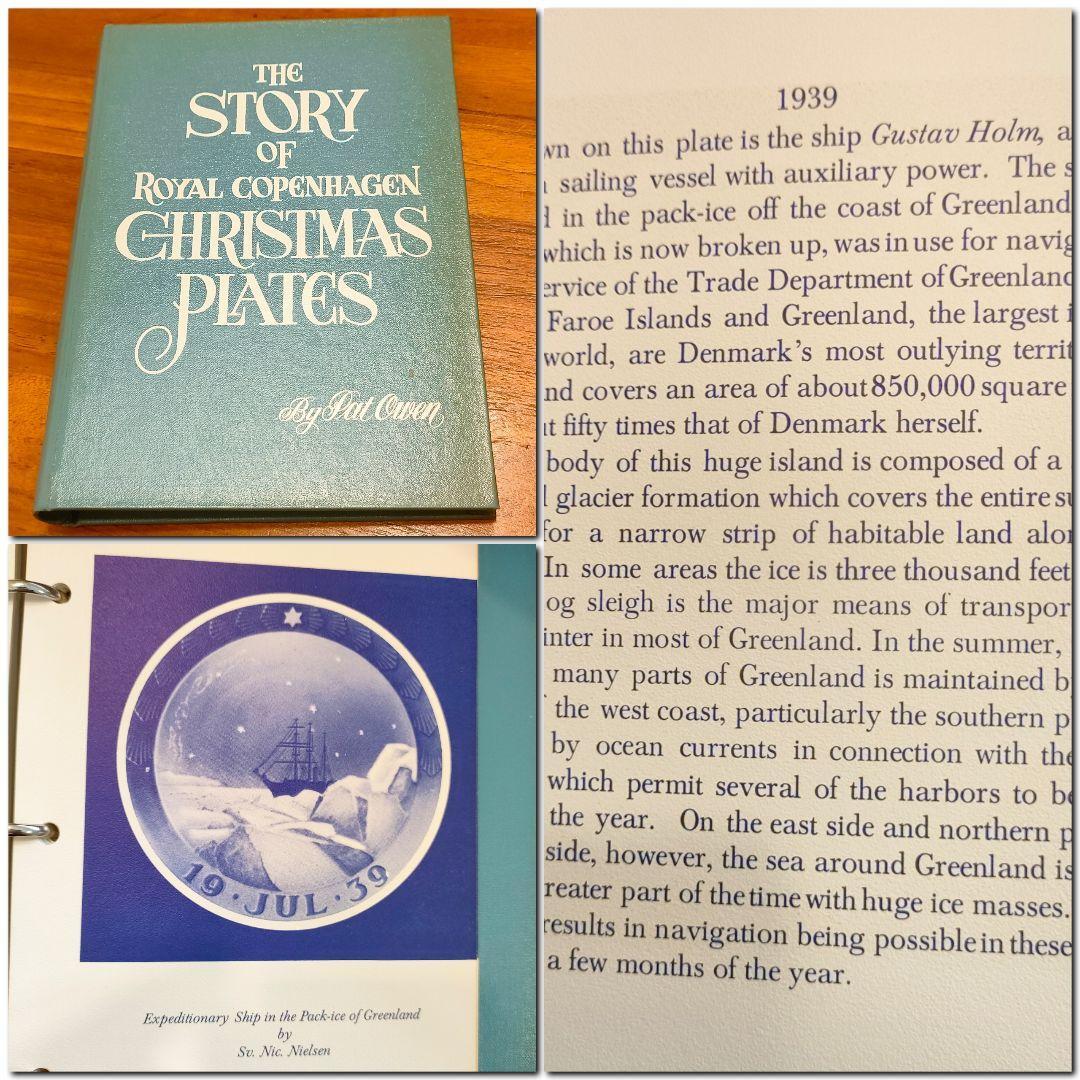 THE
STORY
OF
ROYAL COPENHAGEN
CHRISTMAS
PLATES
By Pat Owen
19 · JUL · 39
Expeditionary Ship in the Pack-ice of Greenland
by
Sv. Nic. Nielsen
1939
wn on this plate is the ship Gustav Holm, a
sailing vessel with auxiliary power. The s
in the pack-ice off the coast of Greenland
which is now broken up, was in use for navig
ervice of the Trade Department of Greenland
Faroe Islands and Greenland, the largest i
world, are Denmark's most outlying territ
nd covers an area of about 850,000 square
t fifty times that of Denmark herself.
body of this huge island is composed of a
glacier formation which covers the entire su
for a narrow strip of habitable land alon
In some areas the ice is three thousand feet
og sleigh is the major means of transpor
inter in most of Greenland. In the summer,
many parts of Greenland is maintained b
the west coast, particularly the southern p
by ocean currents in connection with the
which permit several of the harbors to be
the year. On the east side and northern p
side, however, the sea around Greenland is
reater part of the time with huge ice masses.
results in navigation being possible in these
a few months of the year.